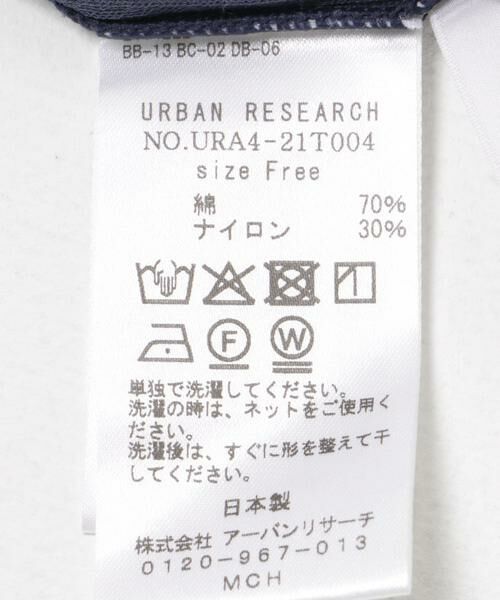 BB-13 BC-02 DB-06
URBAN RESEARCH
NO.URA4-21T004
size Free
綿 70%
ナイロン 30%
F W
単独で洗濯してください。
洗濯の時は、ネットをご使用く
ださい。
洗濯後は、すぐに形を整えて干
してください。
日本製
株式会社 アーバンリサーチ
0120-967-013
MCH